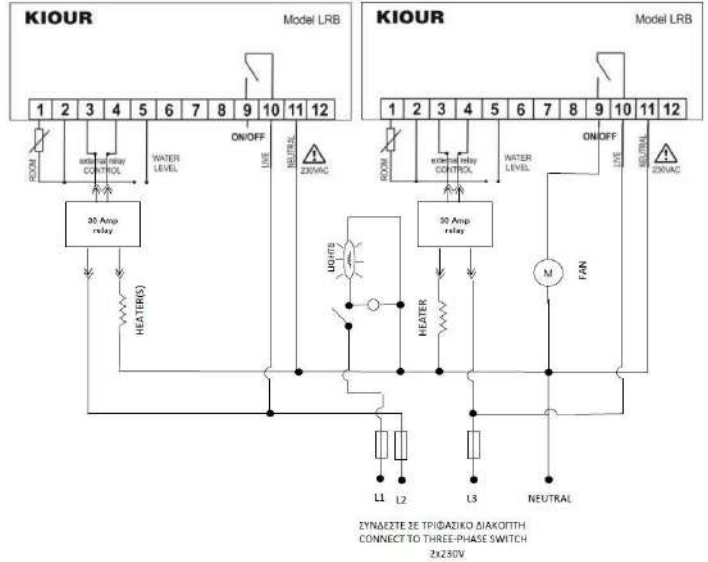 KIOUR Model LRB
1 2 3 4 5 6 7 8 9 10 11 12
ON/OFF
ROOM
external relay
CONTROL
WATER
LEVEL
LIVE
NEUTRAL
230VAC
30 Amp
relay
HEATER(S)
KIOUR Model LRB
1 2 3 4 5 6 7 8 9 10 11 12
ON/OFF
ROOM
external relay
CONTROL
WATER
LEVEL
LIVE
NEUTRAL
230VAC
30 Amp
relay
LIGHTS
HEATER
M
FAN
L1 L2 L3 NEUTRAL
ΣΥΝΔΕΣΤΕ ΣΕ ΤΡΙΦΑΣΙΚΟ ΔΙΑΚΟΠΤΗ
CONNECT TO THREE-PHASE SWITCH
2x230V